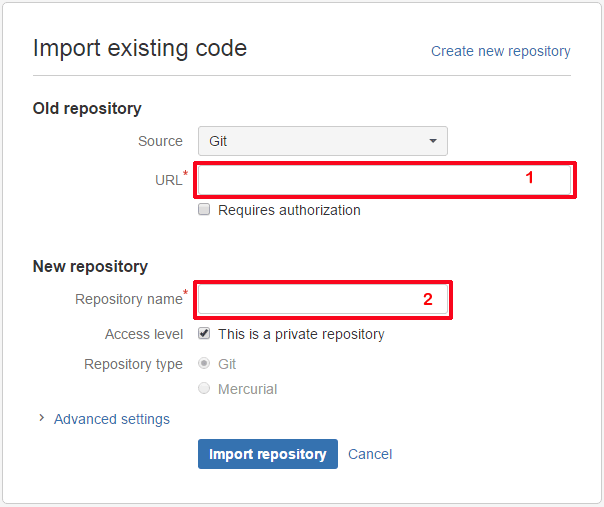 Import existing code
Create new repository
Old repository
Source Git
URL* 1
Requires authorization
New repository
Repository name* 2
Access level This is a private repository
Repository type Git
Mercurial
Advanced settings
Import repository Cancel